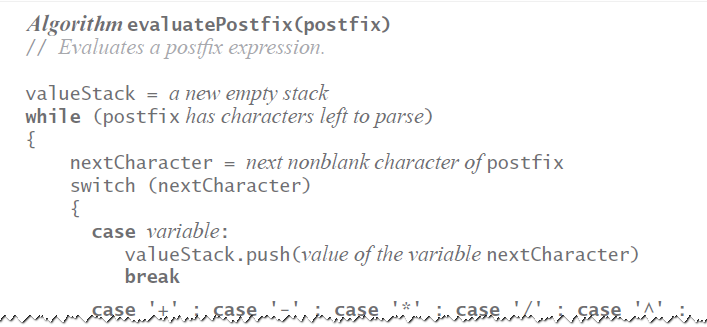 Algorithm evaluatePostfix(postfix)
// Evaluates a postfix expression.
valueStack = a new empty stack
while (postfix has characters left to parse)
{
nextCharacter = next nonblank character of postfix
switch (nextCharacter)
{
case variable:
valueStack.push(value of the variable nextCharacter)
break
case '+' : case '-' : case '*' : case '/' : case '^' :